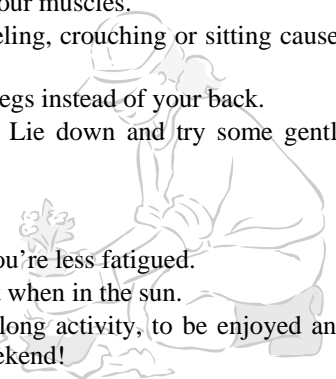 our muscles.
eling, crouching or sitting cause
egs instead of your back.
Lie down and try some gentl
ou're less fatigued.
t when in the sun.
long activity, to be enjoyed an
ekend!